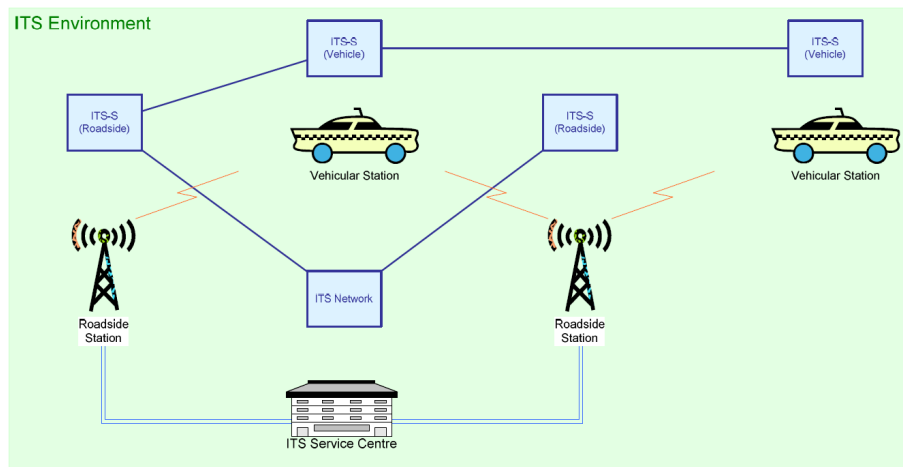 ITS Environment
ITS-S
(Vehicle)
ITS-S
(Vehicle)
ITS-S
(Roadside)
ITS-S
(Roadside)
Vehicular Station
Vehicular Station
ITS Network
Roadside
Station
Roadside
Station
ITS Service Centre